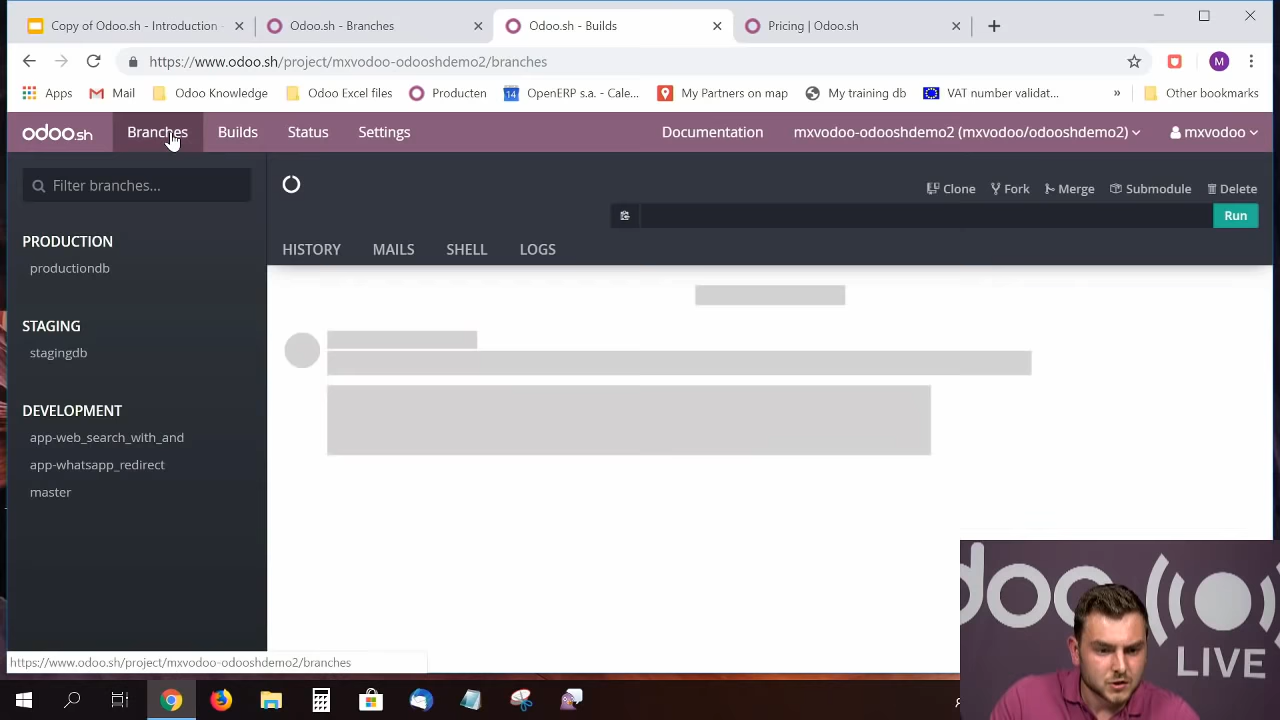 Copy of Odoo.sh - Introduction
Odoo.sh - Branches
Odoo.sh - Builds
Pricing | Odoo.sh
https://www.odoo.sh/project/mxvodoo-odooshdemo2/branches
M
Apps
Mail
Odoo Knowledge
Odoo Excel files
Producten
14
OpenERP s.a. - Cale...
My Partners on map
My training db
VAT number validat...
»
Other bookmarks
odoo.sh
Branches
Builds
Status
Settings
Documentation
mxvodoo-odooshdemo2 (mxvodoo/odooshdemo2)
mxvodoo
Filter branches...
Clone
Fork
Merge
Submodule
Delete
Run
HISTORY
MAILS
SHELL
LOGS
PRODUCTION
productiondb
STAGING
stagingdb
DEVELOPMENT
app-web_search_with_and
app-whatsapp_redirect
master
https://www.odoo.sh/project/mxvodoo-odooshdemo2/branches
doo
LIVE